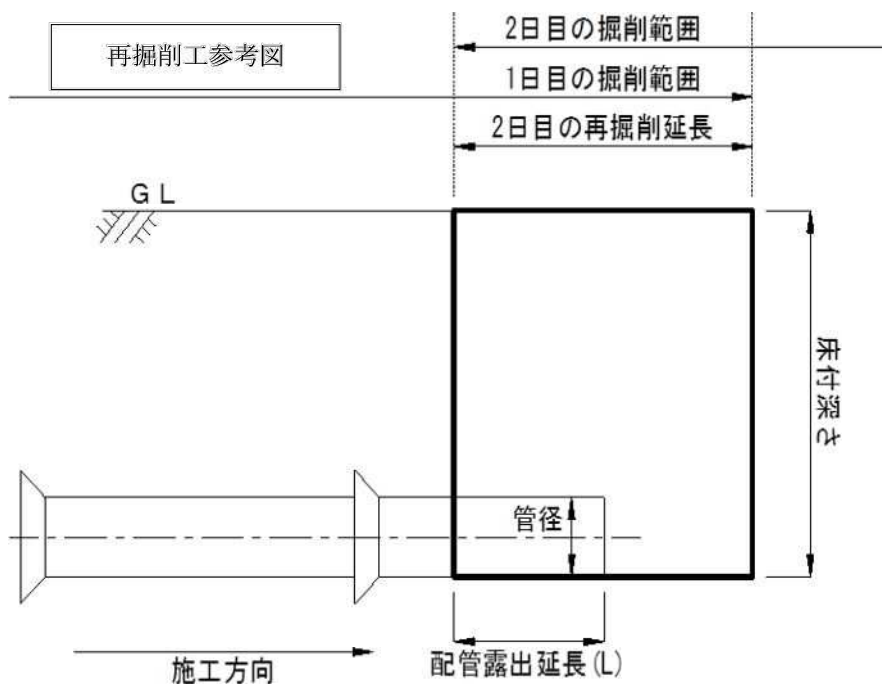 再掘削工参考図
2日目の掘削範囲
1日目の掘削範囲
2日目の再掘削延長
GL
床付深さ
管径
配管露出延長(L)
施工方向